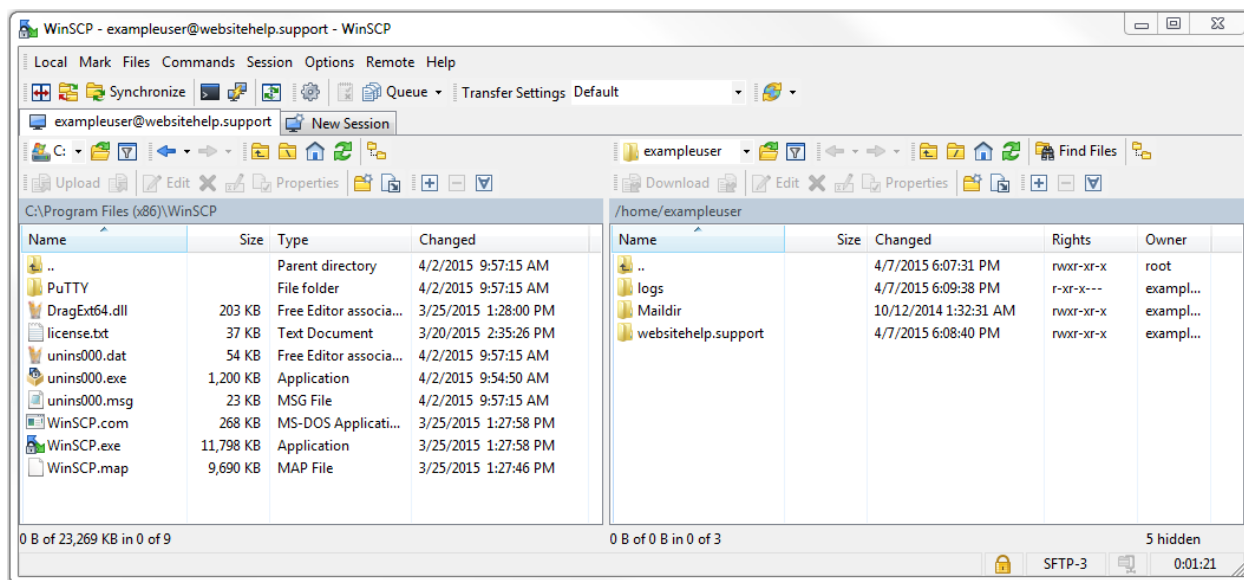 WinSCP - exampleuser@websitehelp.support - WinSCP
Local Mark Files Commands Session Options Remote Help
Synchronize Queue Transfer Settings Default
exampleuser@websitehelp.support New Session
C: exampleuser Find Files
Upload Edit Properties Download Edit Properties
C:\Program Files (x86)\WinSCP /home/exampleuser
Name Size Type Changed Name Size Changed Rights Owner
.. Parent directory 4/2/2015 9:57:15 AM .. 4/7/2015 6:07:31 PM rwxr-xr-x root
PuTTY File folder 4/2/2015 9:57:15 AM logs 4/7/2015 6:09:38 PM r-xr-x--- exampl...
DragExt64.dll 203 KB Free Editor associa... 3/25/2015 1:28:00 PM Maildir 10/12/2014 1:32:31 AM rwxr-xr-x exampl...
license.txt 37 KB Text Document 3/20/2015 2:35:26 PM websitehelp.support 4/7/2015 6:08:40 PM rwxr-xr-x exampl...
unins000.dat 54 KB Free Editor associa... 4/2/2015 9:57:15 AM
unins000.exe 1,200 KB Application 4/2/2015 9:54:50 AM
unins000.msg 23 KB MSG File 4/2/2015 9:57:15 AM
WinSCP.com 268 KB MS-DOS Applicati... 3/25/2015 1:27:58 PM
WinSCP.exe 11,798 KB Application 3/25/2015 1:27:58 PM
WinSCP.map 9,690 KB MAP File 3/25/2015 1:27:46 PM
0 B of 23,269 KB in 0 of 9 0 B of 0 B in 0 of 3 5 hidden
SFTP-3 0:01:21